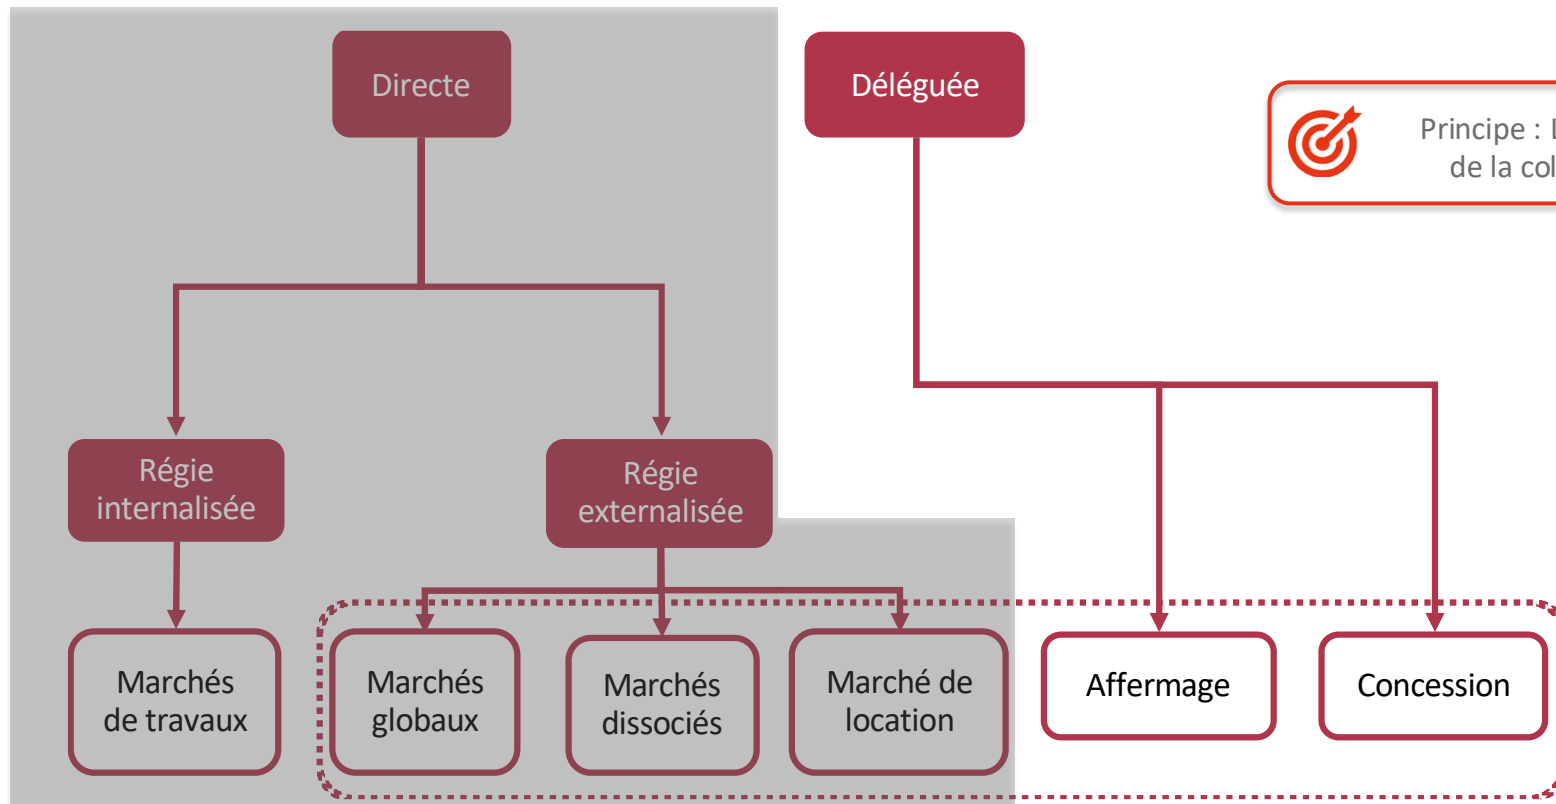 Directe
Déléguée
Principe :
de la
Régie
internalisée
Régie
externalisée
Marchés
de travaux
Marchés
globaux
Marchés
dissociés
Marché de
location
Affermage
Concession